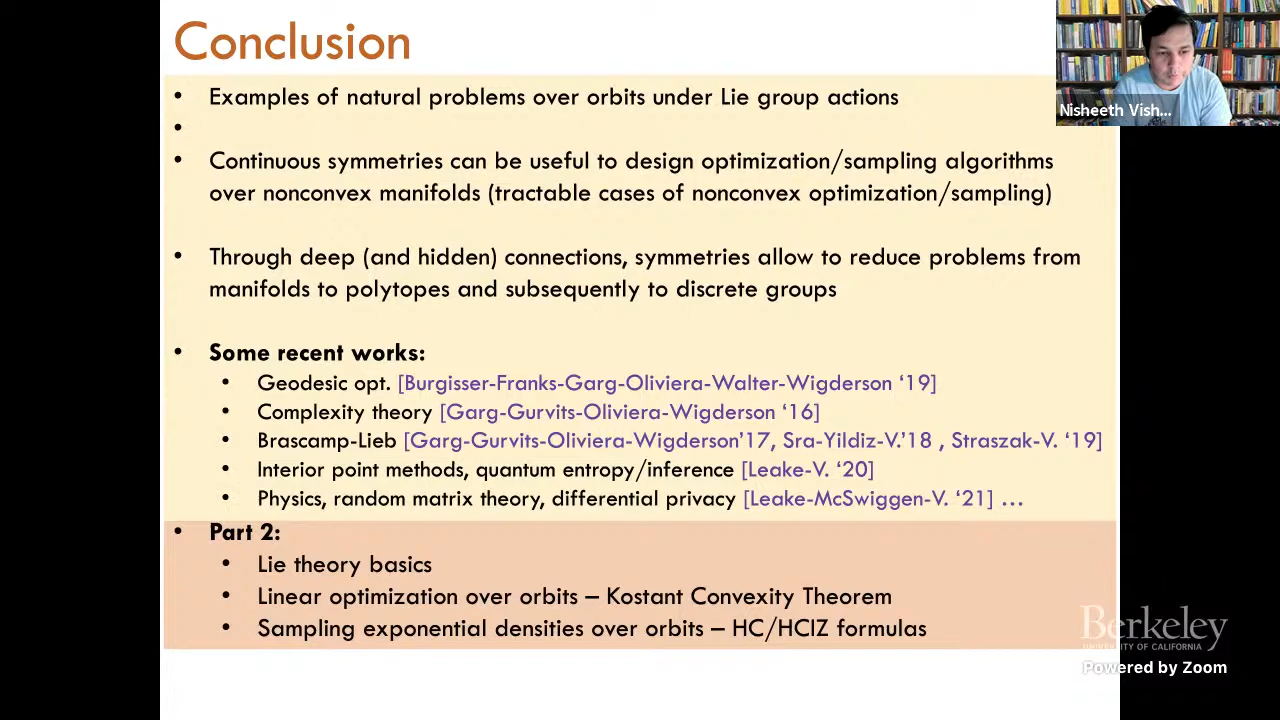 Conclusion
• Examples of natural problems over orbits under Lie group actions
•
• Continuous symmetries can be useful to design optimization/sampling algorithms
over nonconvex manifolds (tractable cases of nonconvex optimization/sampling)
• Through deep (and hidden) connections, symmetries allow to reduce problems from
manifolds to polytopes and subsequently to discrete groups
• Some recent works:
• Geodesic opt. [Burgisser-Franks-Garg-Oliviera-Walter-Wigderson ‘19]
• Complexity theory [Garg-Gurvits-Oliviera-Wigderson ‘16]
• Brascamp-Lieb [Garg-Gurvits-Oliviera-Wigderson’17, Sra-Yildiz-V.’18 , Straszak-V. ‘19]
• Interior point methods, quantum entropy/inference [Leake-V. ‘20]
• Physics, random matrix theory, differential privacy [Leake-McSwiggen-V. ‘21] …
• Part 2:
• Lie theory basics
• Linear optimization over orbits – Kostant Convexity Theorem
• Sampling exponential densities over orbits – HC/HCIZ formulas
Nisheeth Vish...
Berkeley
UNIVERSITY OF CALIFORNIA
Powered by Zoom